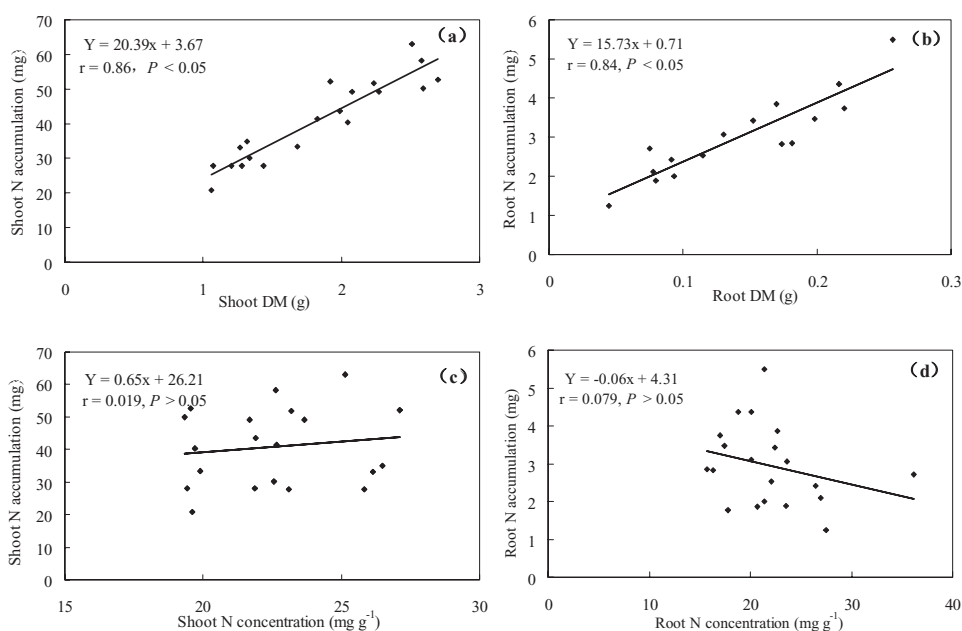 70
60
50
40
30
20
10
0
Shoot N accumulation (mg)
Y = 20.39x + 3.67
r = 0.86, P < 0.05
(a)
0 1 2 3
Shoot DM (g)
6
5
4
3
2
1
0
Root N accumulation (mg)
Y = 15.73x + 0.71
r = 0.84, P < 0.05
(b)
0 0.1 0.2 0.3
Root DM (g)
70
60
50
40
30
20
10
0
Shoot N accumulation (mg)
Y = 0.65x + 26.21
r = 0.019, P > 0.05
(c)
15 20 25 30
Shoot N concentration (mg g⁻¹)
6
5
4
3
2
1
0
Root N accumulation (mg)
Y = -0.06x + 4.31
r = 0.079, P > 0.05
(d)
0 10 20 30 40
Root N concentration (mg g⁻¹)